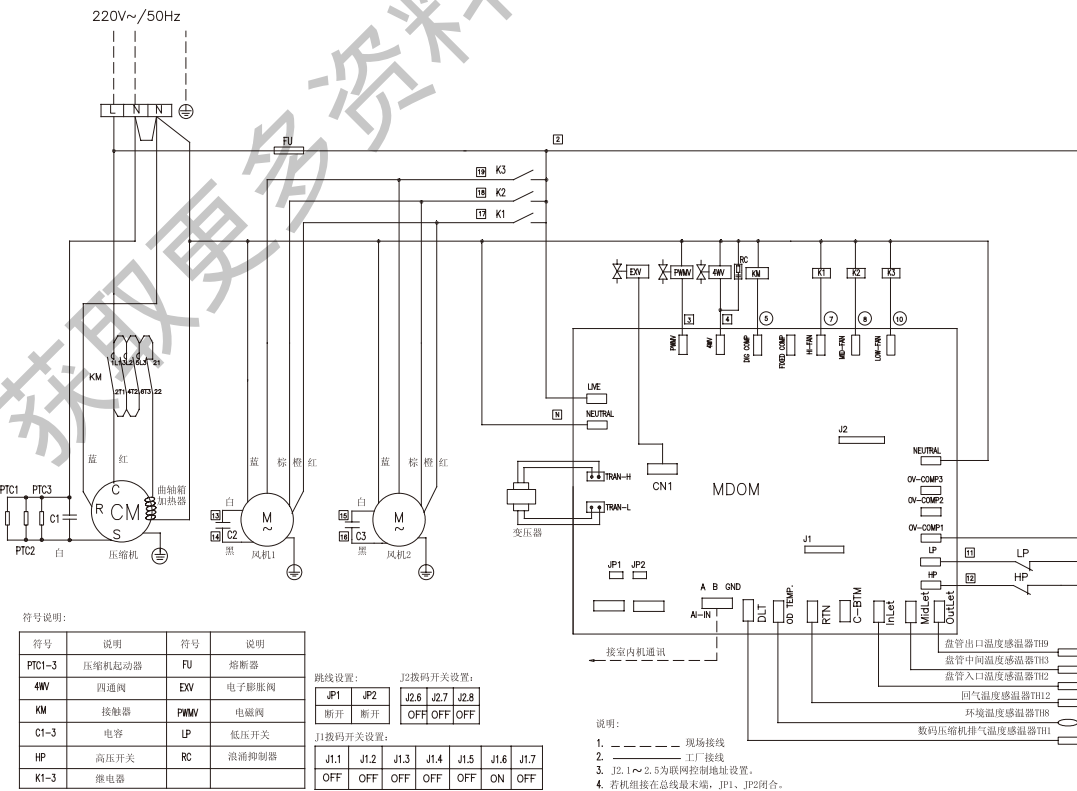 220V~/50Hz
L N N
获取更多资料
FU
2
19 K3
18 K2
17 K1
EXV PWMV 4WV RC KM K1 K2 K3
3 4 5 7 8 10
PWMV 4WV DIG COMP FIXED COMP HI-FAN MID-FAN LOW-FAN
1L1 3L2 5L3 21
KM
2T1 4T2 6T3 22
LIVE
N NEUTRAL
J2
NEUTRAL
蓝 红 蓝 棕 橙 红 蓝 棕 橙 红
TRAN-H
CN1
MDOM
OV-COMP3
OV-COMP2
PTC1 PTC3
C
曲轴箱
加热器
R CM
C1
S
PTC2 白 压缩机
白
13
14 C2
黑
M
~
风机1
白
15
16 C3
黑
M
~
风机2
TRAN-L
变压器
OV-COMP1
J1
LP 11 LP
HP 12 HP
JP1 JP2
A B GND
AI-IN
DLT OD TEMP. RTN C-BTM InLet MidLet OutLet
接室内机通讯
盘管出口温度感温器TH9
盘管中间温度感温器TH3
盘管入口温度感温器TH2
回气温度感温器TH12
环境温度感温器TH8
数码压缩机排气温度感温器TH1
符号说明:
符号 说明 符号 说明
PTC1-3 压缩机起动器 FU 熔断器
4WV 四通阀 EXV 电子膨胀阀
KM 接触器 PWMV 电磁阀
C1-3 电容 LP 低压开关
HP 高压开关 RC 浪涌抑制器
K1-3 继电器
跳线设置:
JP1 JP2
断开 断开
J2拨码开关设置:
J2.6 J2.7 J2.8
OFF OFF OFF
J1拨码开关设置:
J1.1 J1.2 J1.3 J1.4 J1.5 J1.6 J1.7
OFF OFF OFF OFF OFF ON OFF
说明:
1. 现场接线
2. 工厂接线
3. J2.1~2.5为联网控制地址设置。
4. 若机组接在总线最末端，JP1、JP2闭合。